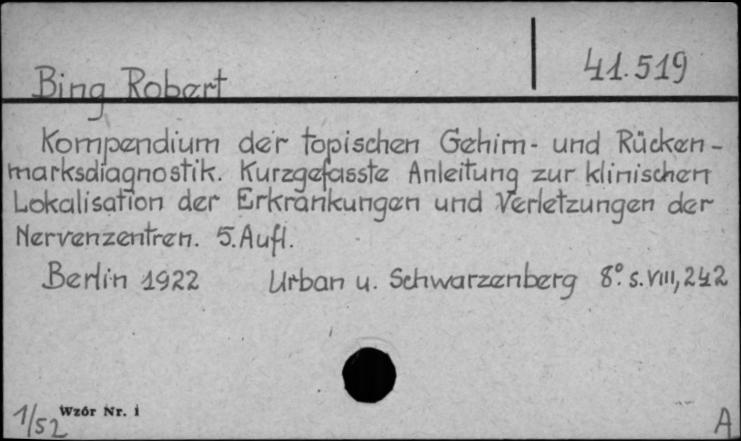 Bing Robert
41.519
Kompendium der topischen Gehirn- und Rücken-
marksdiagnostik. Kurzgefasste Anleitung zur klinischen
Lokalisation der Erkrankungen und Verletzungen der
Nervenzentren. 5. Aufl.
Berlin 1922 Urban u. Schwarzenberg 8° s. VIII, 242
1/52 Wzór Nr. 1 A